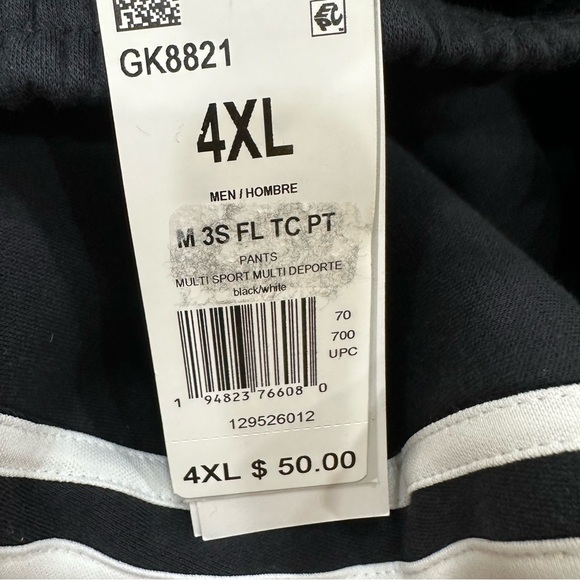 GK8821
4XL
MEN / HOMBRE
M 3S FL TC PT
PANTS
MULTI SPORT MULTI DEPORTE
black/white
70
700
UPC
1 94823 76608 0
129526012
4XL $ 50.00